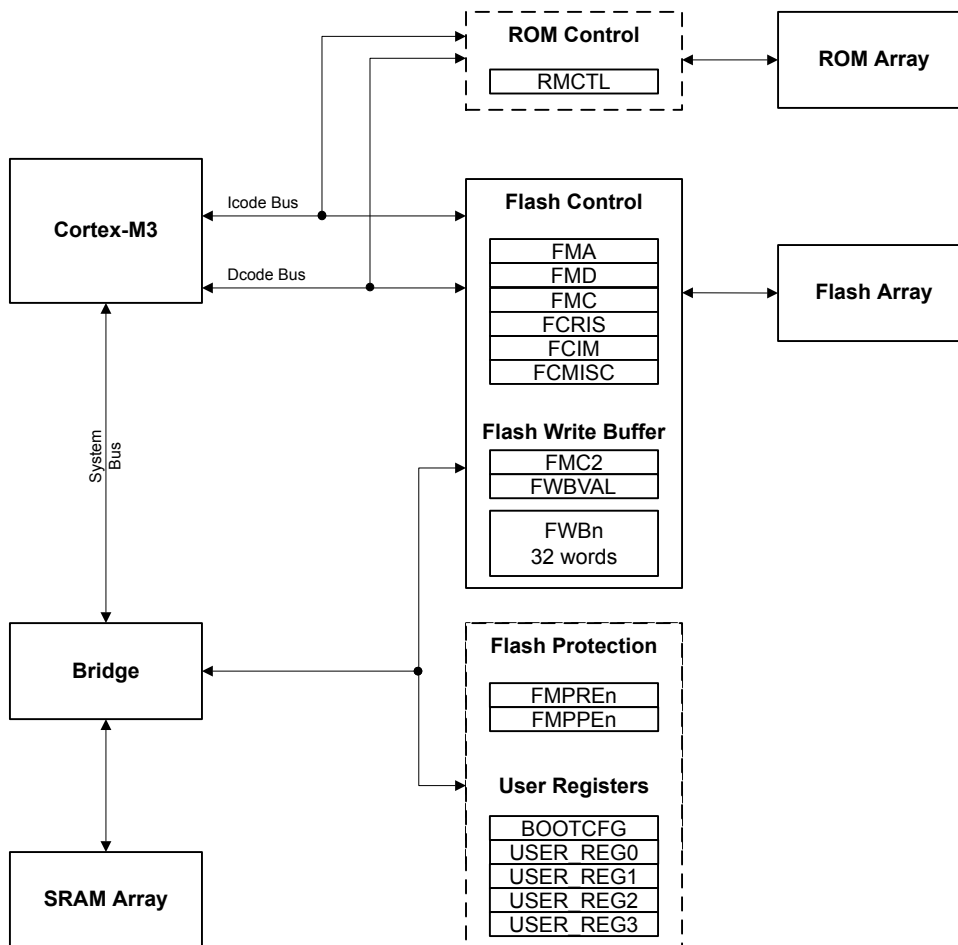 ROM Control
RMCTL
ROM Array
Cortex-M3
Icode Bus
Dcode Bus
Flash Control
FMA
FMD
FMC
FCRIS
FCIM
FCMISC
Flash Array
Flash Write Buffer
FMC2
FWBVAL
FWBn
32 words
System
Bus
Bridge
Flash Protection
FMPREn
FMPPEn
User Registers
BOOTCFG
USER_REG0
USER_REG1
USER_REG2
USER_REG3
SRAM Array